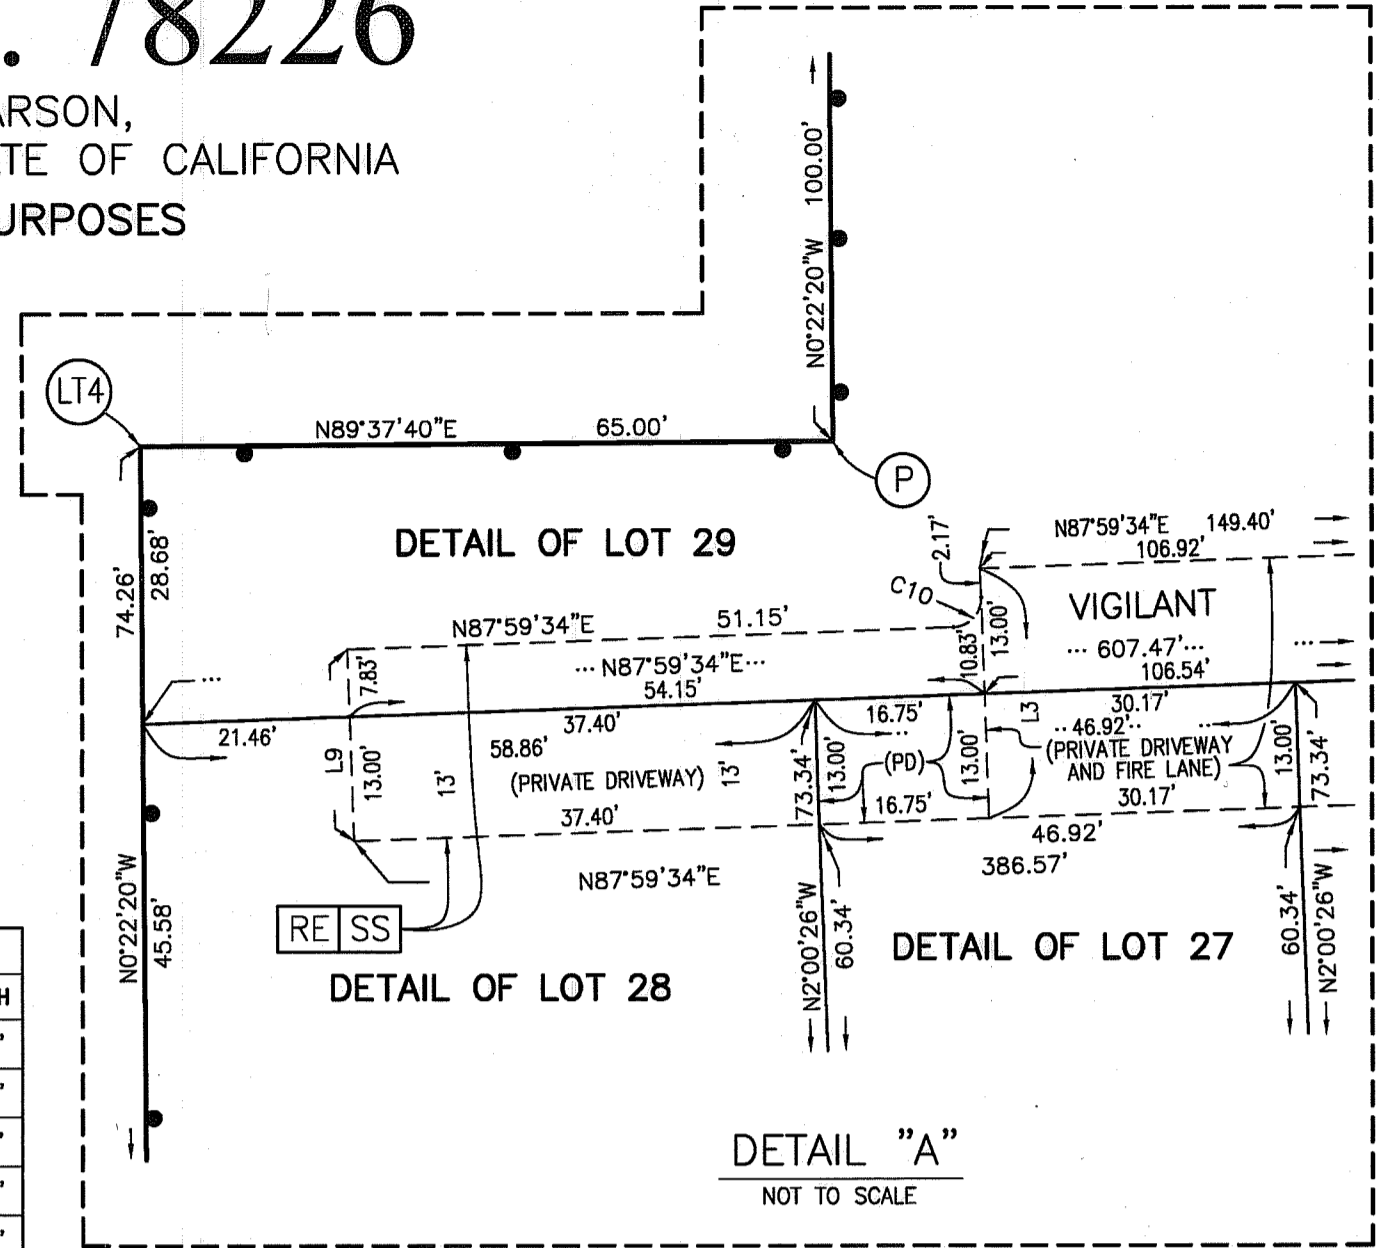 . 78226
ARSON,
TE OF CALIFORNIA
URPOSES
N0°22'20"W 100.00'
LT4
N89°37'40"E 65.00'
P
DETAIL OF LOT 29
74.26'
28.68'
2.17'
N87°59'34"E 149.40'
106.92'
C10
VIGILANT
N87°59'34"E 51.15'
10.83'
13.00'
... 607.47'...
...
106.54'
7.83'
... N87°59'34"E...
54.15'
...
21.46'
37.40'
16.75'
30.17'
L3
L9
13.00'
13'
58.86'
(PRIVATE DRIVEWAY)
13'
73.34'
13.00'
...
(PD)
13.00'
..46.92'..
..
(PRIVATE DRIVEWAY
AND FIRE LANE)
13.00'
73.34'
37.40'
16.75'
30.17'
46.92'
386.57'
N87°59'34"E
N0°22'20"W
45.58'
RE SS
N2°00'26"W
60.34'
DETAIL OF LOT 27
60.34'
N2°00'26"W
DETAIL OF LOT 28
H
'
'
'
'
'
DETAIL "A"
NOT TO SCALE